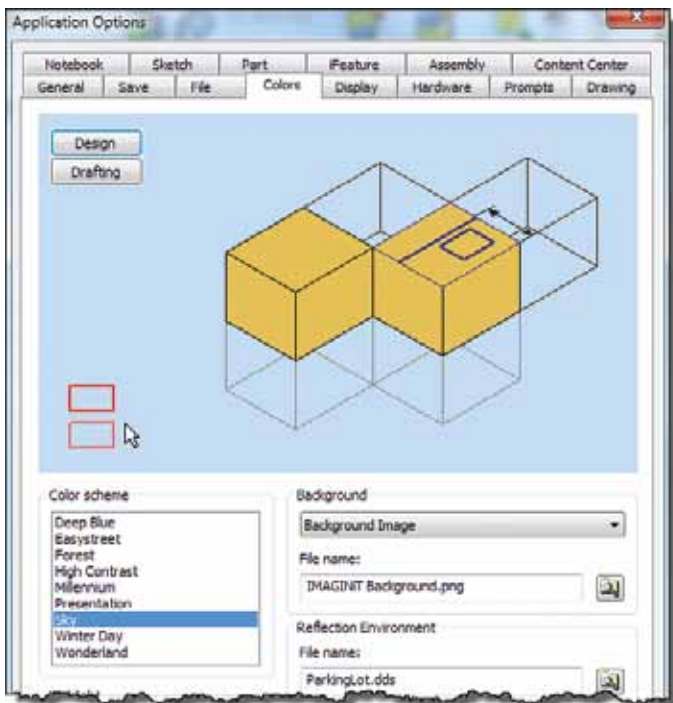 Application Options
Notebook Sketch Part iFeature Assembly Content Center
General Save File Colors Display Hardware Prompts Drawing
Design
Drafting
Color scheme
Deep Blue
Easystreet
Forest
High Contrast
Millennium
Presentation
Sky
Winter Day
Wonderland
Background
Background Image
File name:
IMAGINiT Background.png
Reflection Environment
File name:
ParkingLot.dds